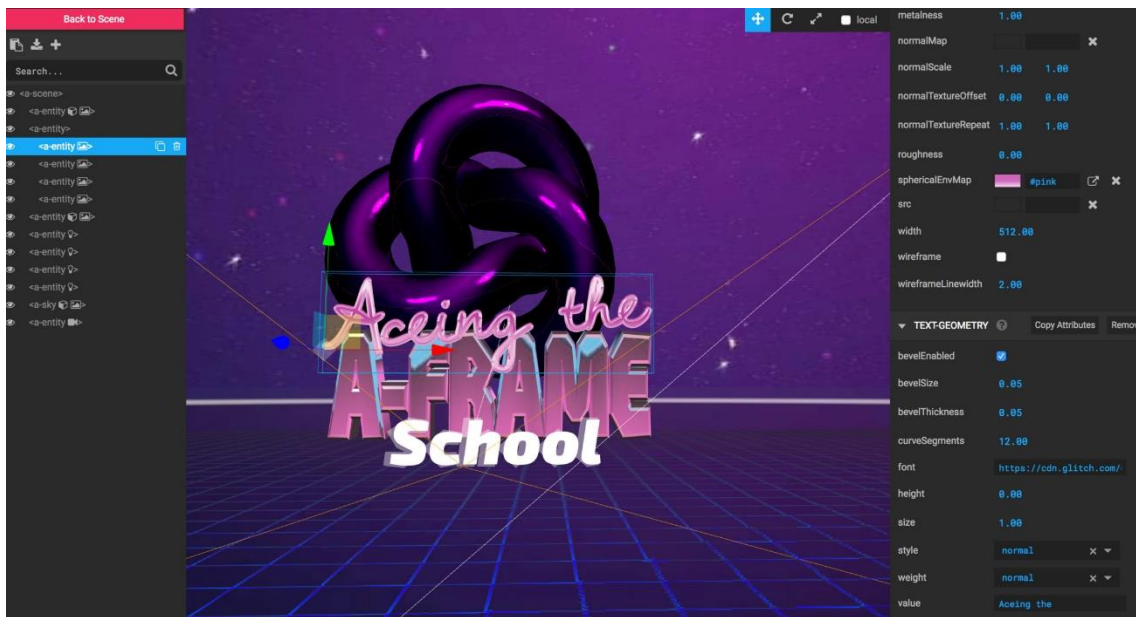 Back to Scene
Search...
<a-scene>
<a-entity>
<a-entity>
<a-entity>
<a-entity>
<a-entity>
<a-entity>
<a-entity>
<a-entity>
<a-entity>
<a-entity>
<a-entity>
<a-sky>
<a-entity>
local
Aceing the
A-FRAME
School
metalness 1.00
normalMap
normalScale 1.00 1.00
normalTextureOffset 0.00 0.00
normalTextureRepeat 1.00 1.00
roughness 0.00
sphericalEnvMap #pink
src
width 512.00
wireframe
wireframeLinewidth 2.00
TEXT-GEOMETRY Copy Attributes Remov
bevelEnabled
bevelSize 0.05
bevelThickness 0.05
curveSegments 12.00
font https://cdn.glitch.com/
height 0.00
size 1.00
style normal
weight normal
value Aceing the